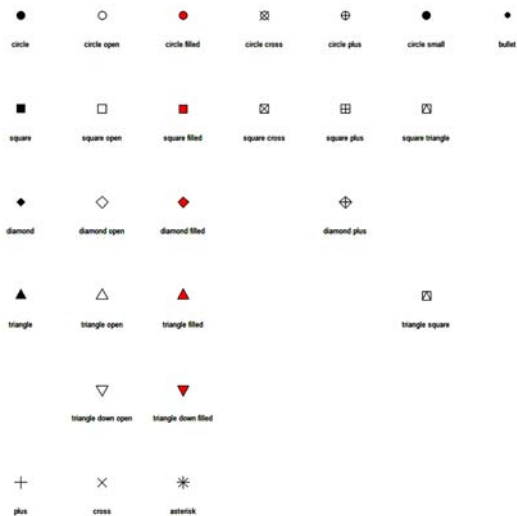 circle circle open circle filled circle cross circle plus circle small bullet
square square open square filled square cross square plus square triangle
diamond diamond open diamond filled diamond plus
triangle triangle open triangle filled triangle square
triangle down open triangle down filled
plus cross asterisk